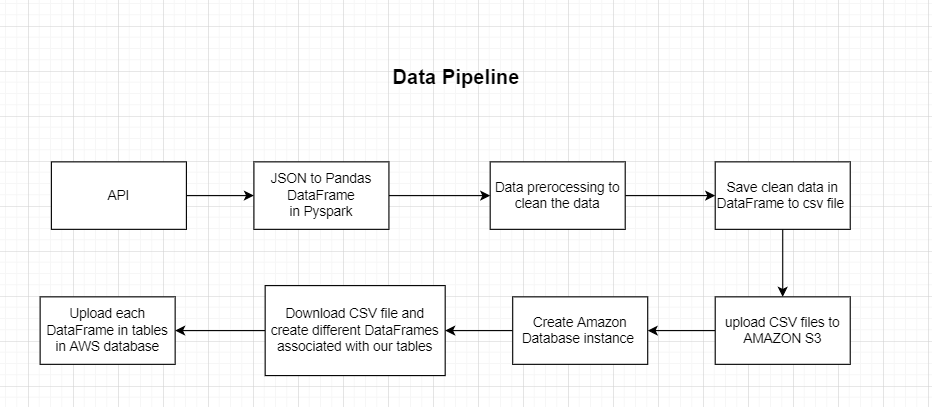 Data Pipeline
API
JSON to Pandas
DataFrame
in Pyspark
Data prerocessing to
clean the data
Save clean data in
DataFrame to csv file
Upload each
DataFrame in tables
in AWS database
Download CSV file and
create different DataFrames
associated with our tables
Create Amazon
Database instance
upload CSV files to
AMAZON S3